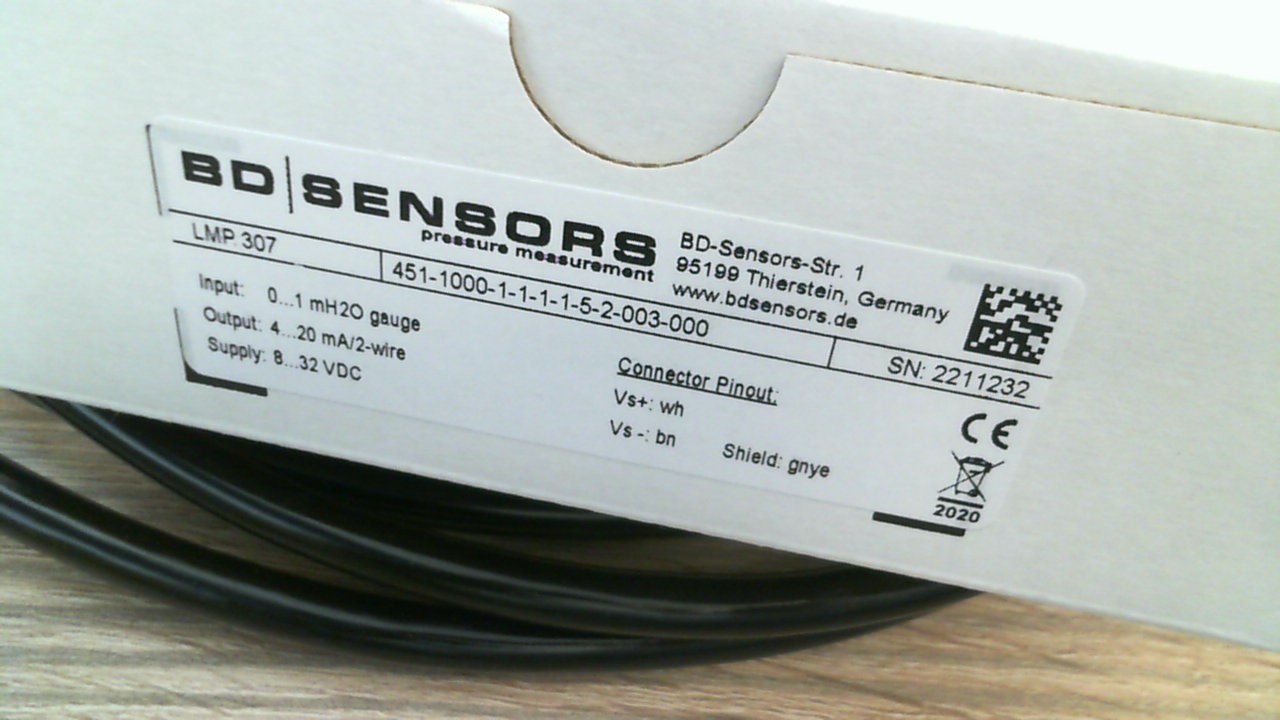 BD|SENSORS
pressure measurement
BD-Sensors-Str. 1
95199 Thierstein, Germany
www.bdsensors.de
LMP 307
451-1000-1-1-1-1-5-2-003-000
SN: 2211232
Input: 0...1 mH2O gauge
Output: 4...20 mA/2-wire
Supply: 8...32 VDC
Connector Pinout:
Vs+: wh
Vs -: bn
Shield: gnye
CE
2020